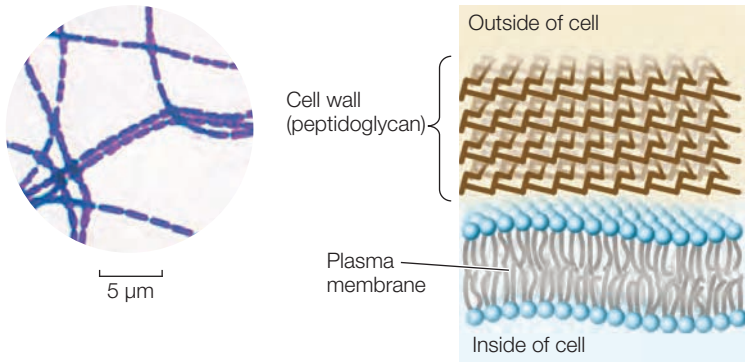 Outside of cell
Cell wall
(peptidoglycan)
Plasma
membrane
5 μm
Inside of cell